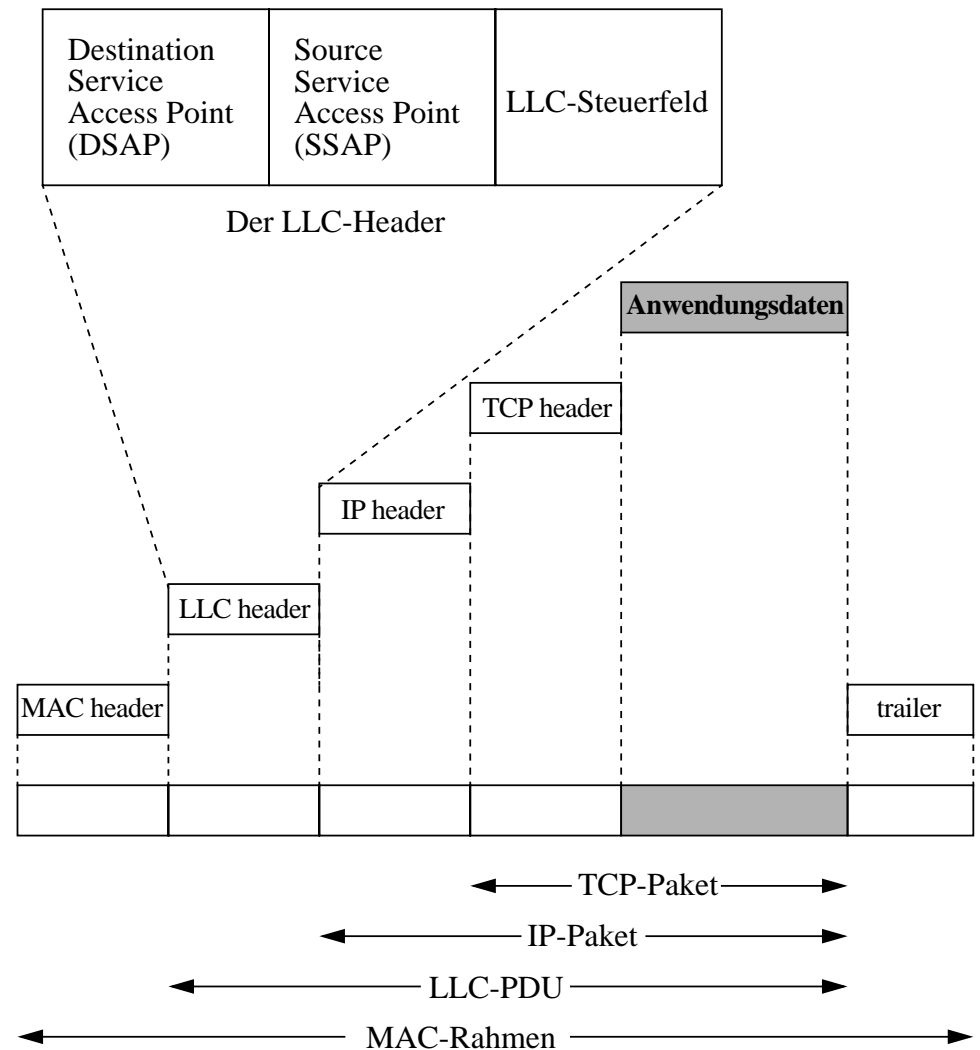 Destination
Service
Access Point
(DSAP)
Source
Service
Access Point
(SSAP)
LLC-Steuerfeld
Der LLC-Header
Anwendungsdaten
TCP header
IP header
LLC header
MAC header
trailer
TCP-Paket
IP-Paket
LLC-PDU
MAC-Rahmen